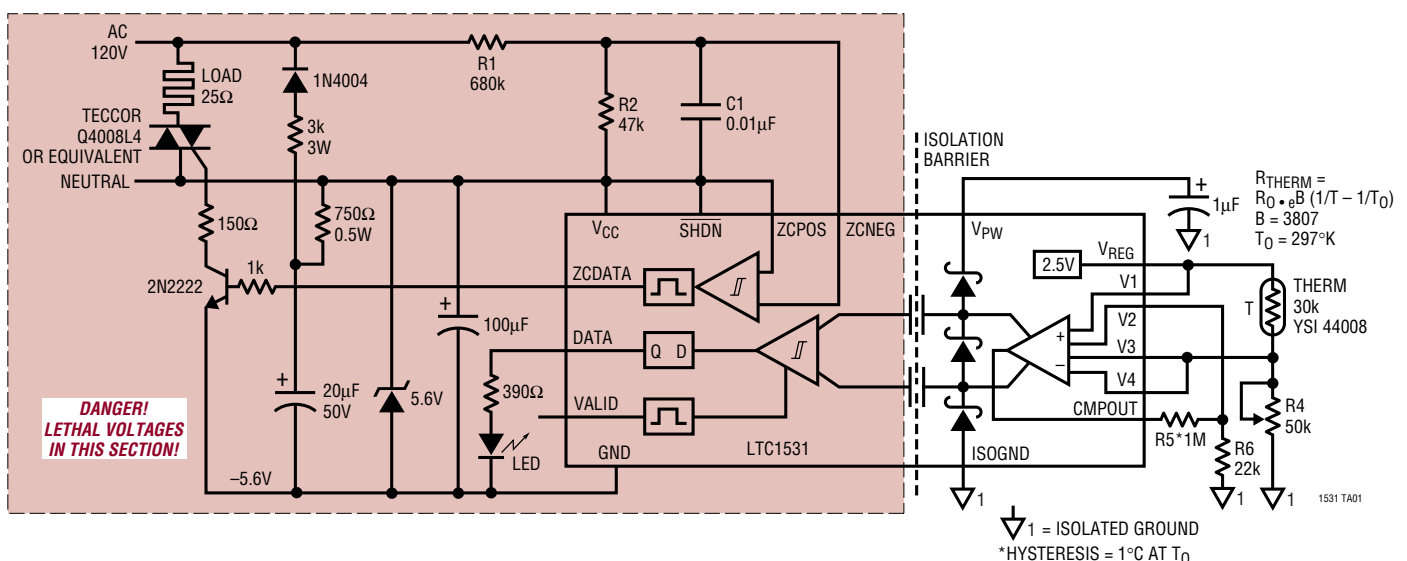 AC
120V
LOAD
25Ω
TECCOR
Q4008L4
OR EQUIVALENT
NEUTRAL
1N4004
3k
3W
R1
680k
R2
47k
C1
0.01µF
ISOLATION
BARRIER
+
1µF
1
RTHERM =
RO • eB (1/T – 1/TO)
B = 3807
TO = 297°K
150Ω
750Ω
0.5W
2N2222
1k
VCC
SHDN
ZCPOS
ZCNEG
VPW
ZCDATA
2.5V
VREG
V1
THERM
30k
YSI 44008
T
V2
+
V3
–
V4
+
100µF
DATA
Q D
390Ω
CMPOUT
R4
50k
+
20µF
50V
5.6V
VALID
R5*1M
DANGER!
LETHAL VOLTAGES
IN THIS SECTION!
LED
GND
LTC1531
ISOGND
R6
22k
–5.6V
1
1
1
1531 TA01
1 = ISOLATED GROUND
*HYSTERESIS = 1°C AT TO